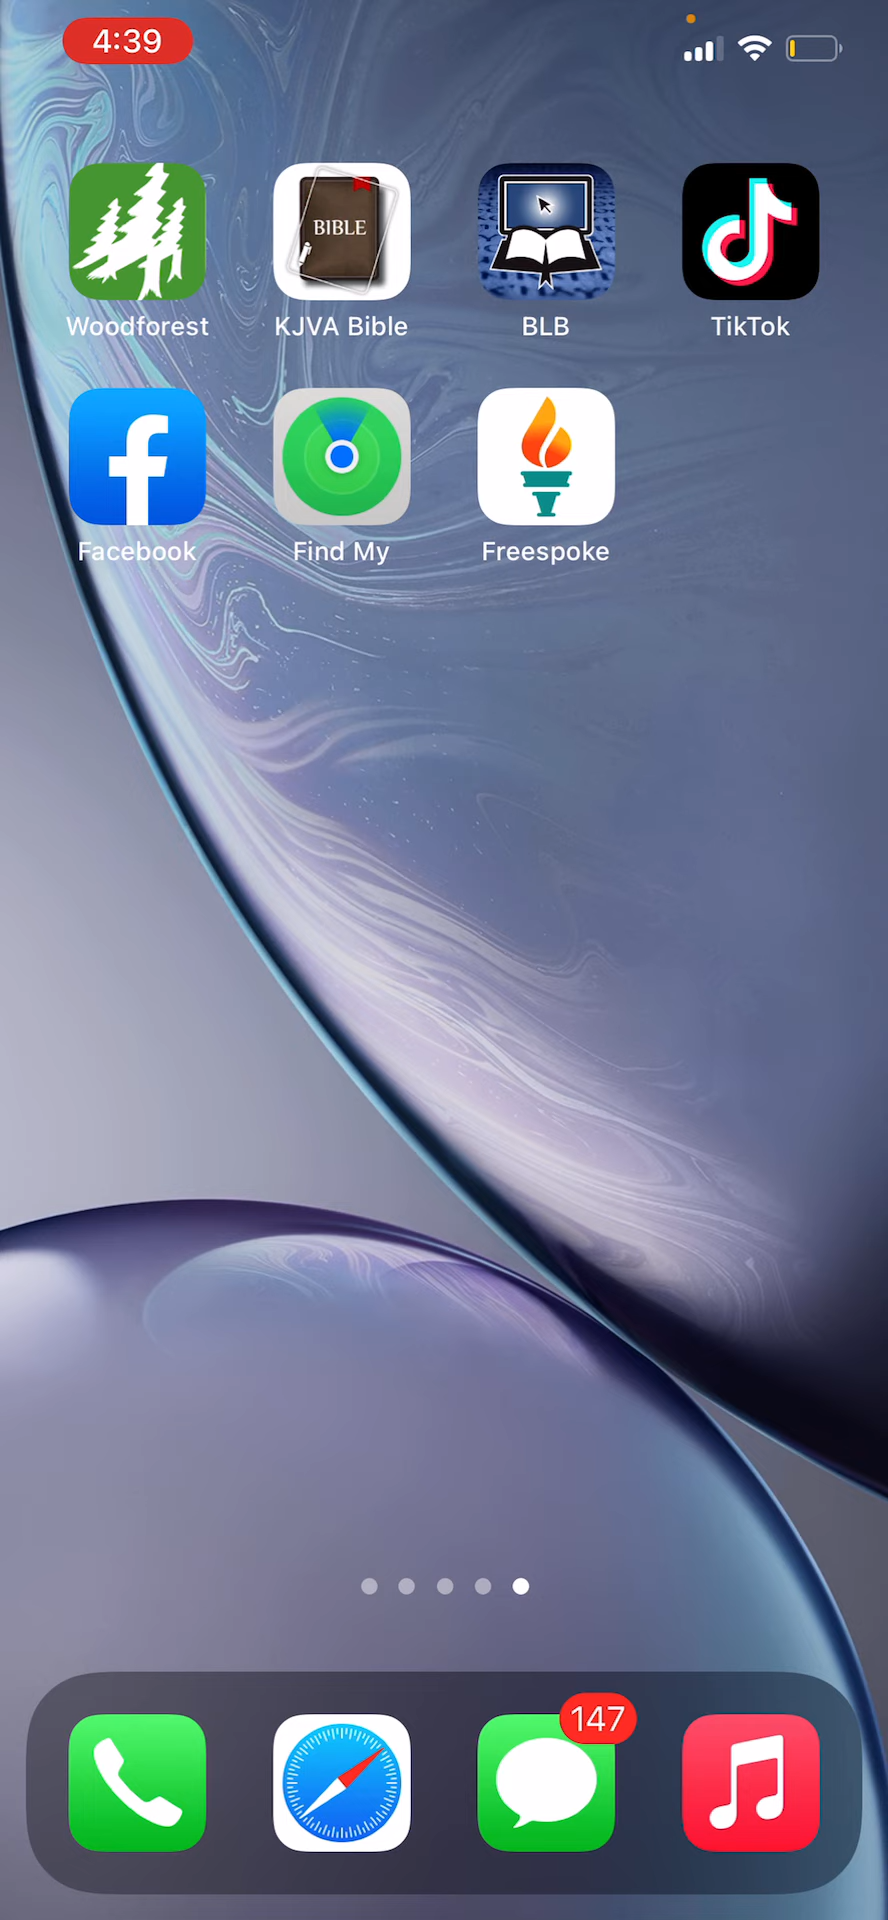 4:39
BIBLE
Woodforest KJVA Bible BLB TikTok
Facebook Find My Freespoke
147